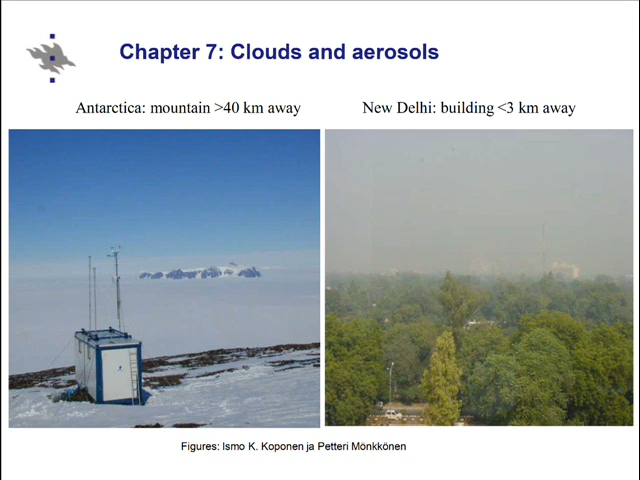 Chapter 7: Clouds and aerosols
Antarctica: mountain >40 km away
New Delhi: building <3 km away
Figures: Ismo K. Koponen ja Petteri Mönkkönen